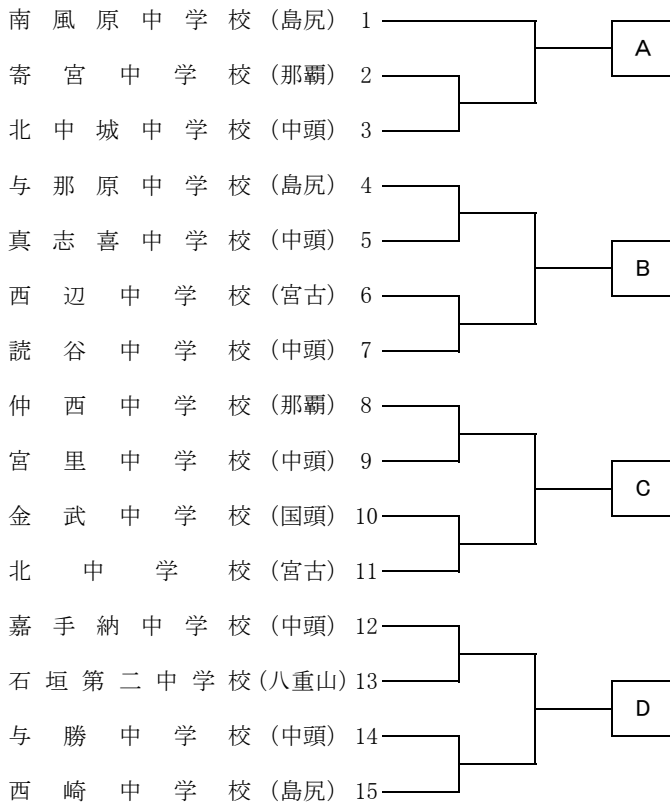 南風原中学校(島尻) 1
A
寄宮中学校(那覇) 2
北中城中学校(中頭) 3
与那原中学校(島尻) 4
真志喜中学校(中頭) 5
B
西辺中学校(宮古) 6
読谷中学校(中頭) 7
仲西中学校(那覇) 8
宮里中学校(中頭) 9
C
金武中学校(国頭) 10
北中学校(宮古) 11
嘉手納中学校(中頭) 12
石垣第二中学校(八重山) 13
D
与勝中学校(中頭) 14
西崎中学校(島尻) 15